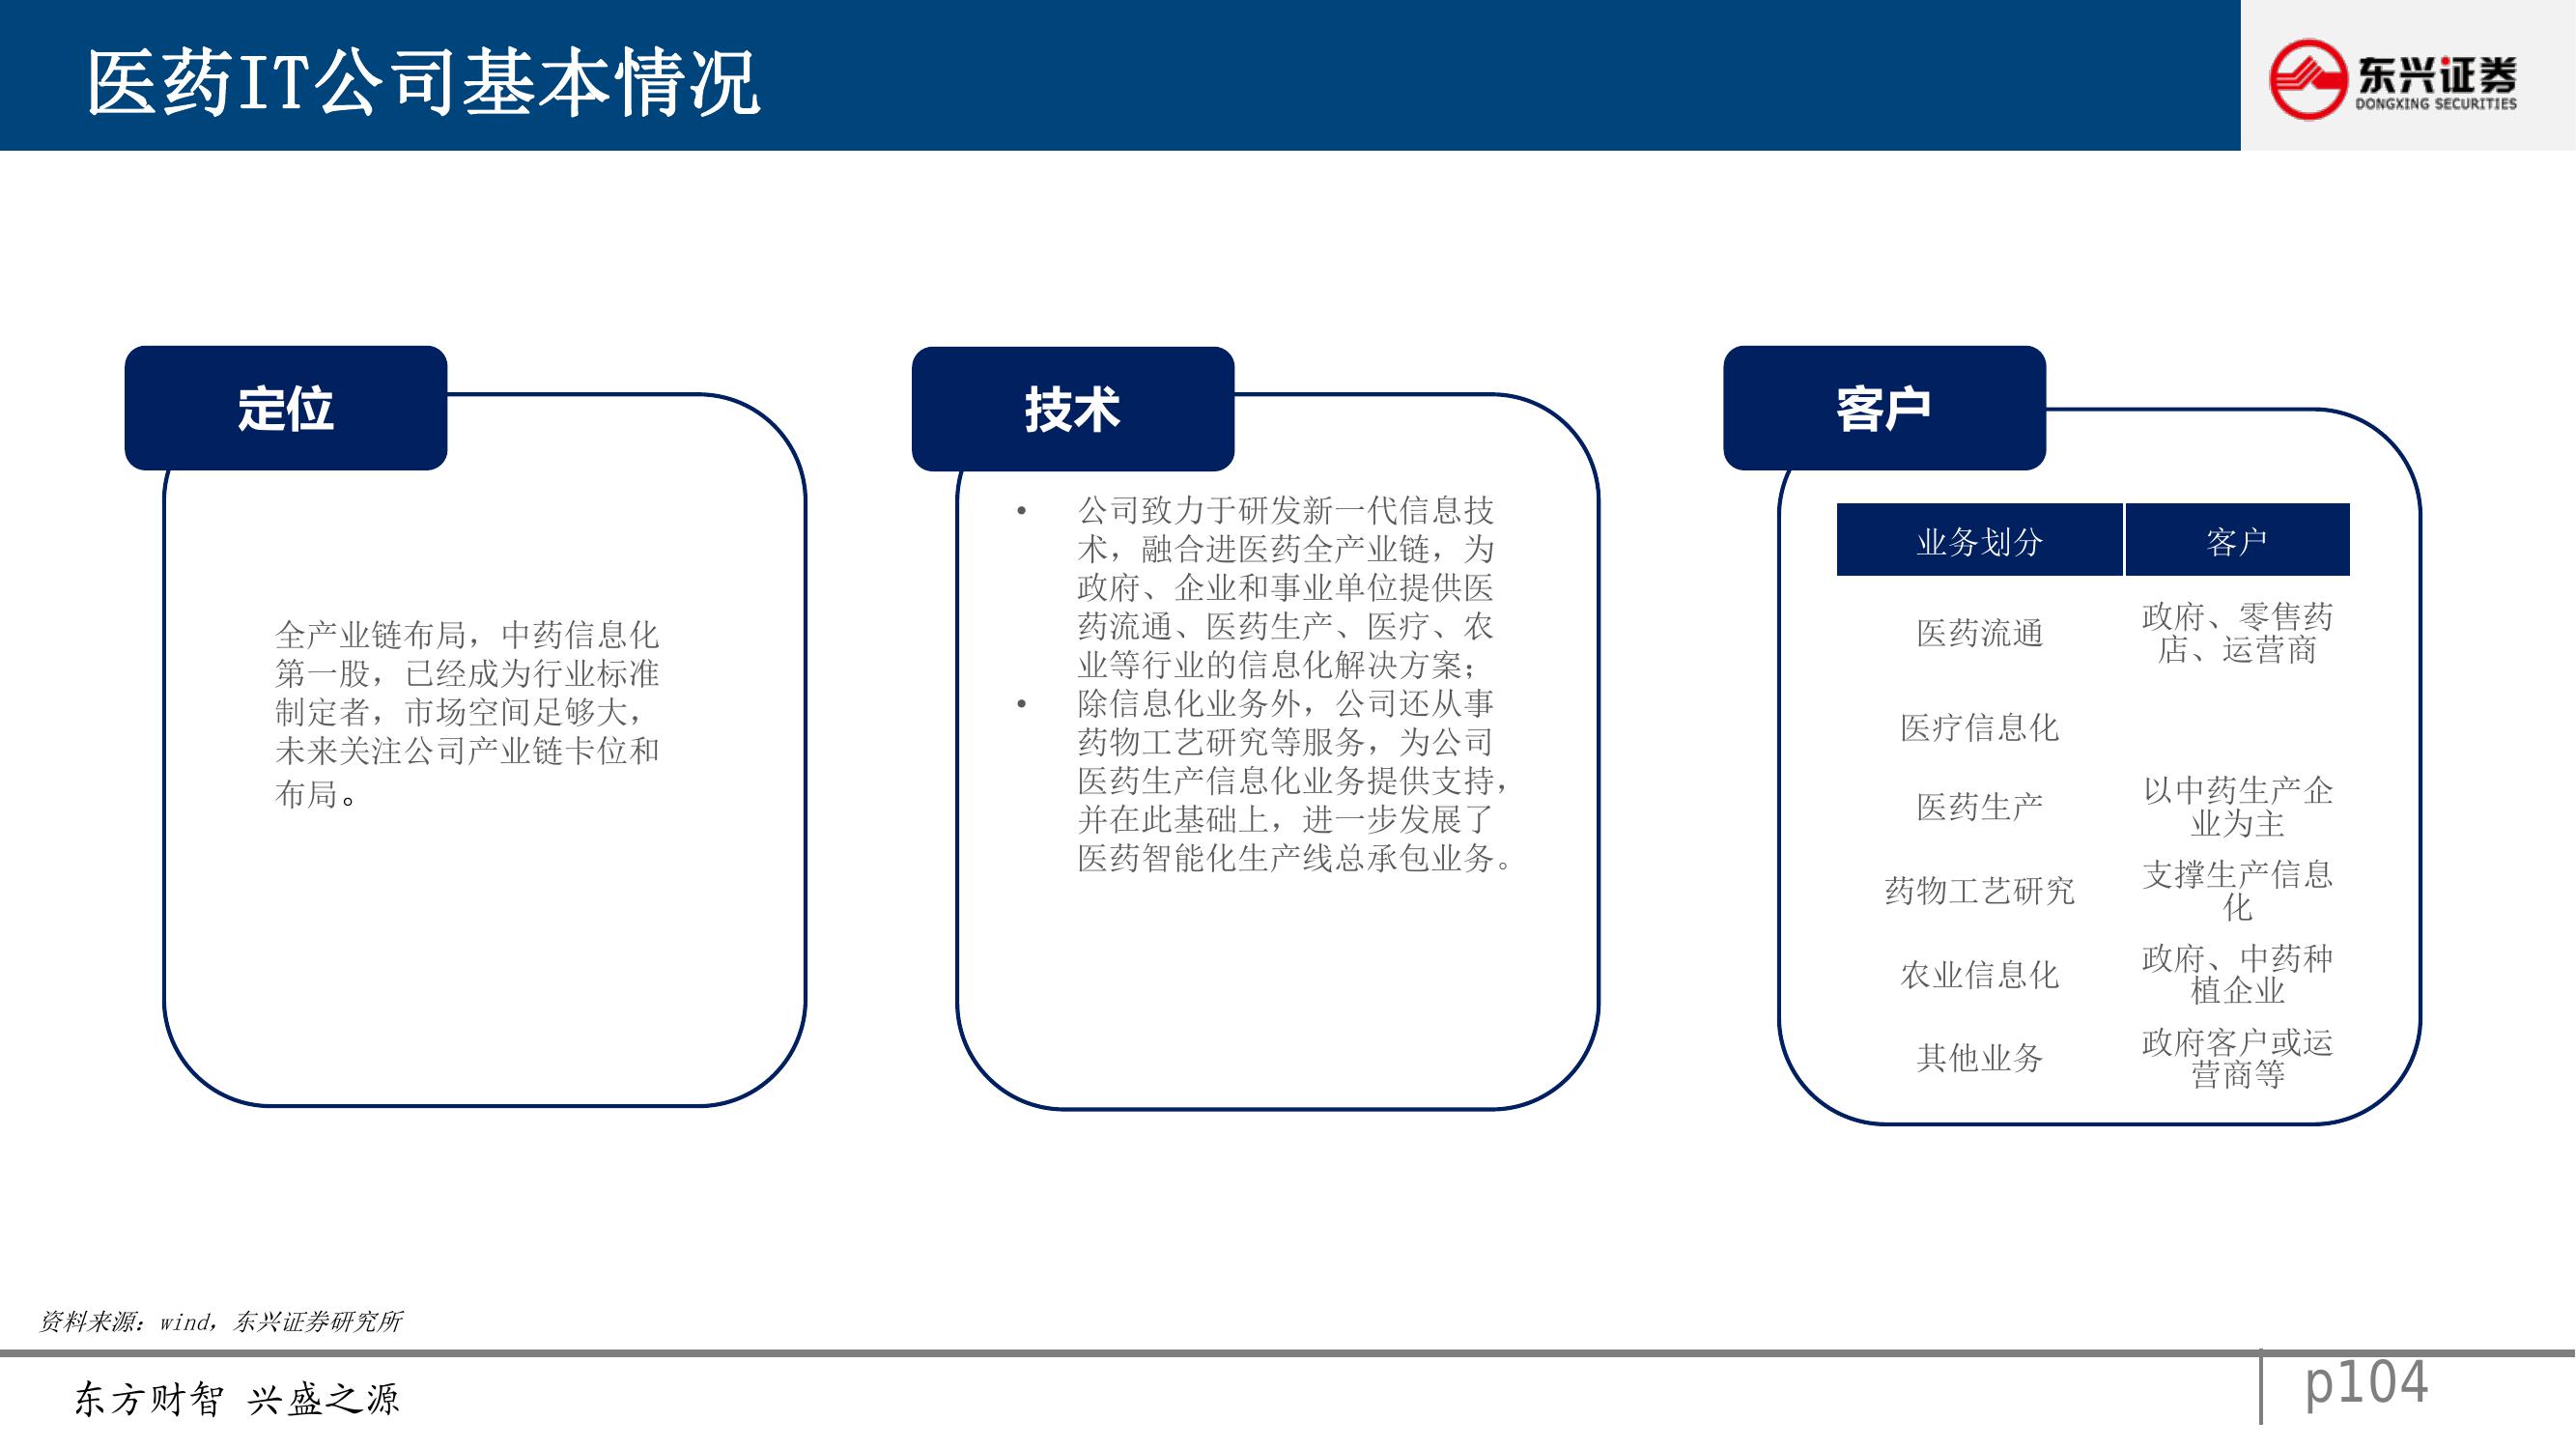 医药IT公司基本情况
东兴证券
DONGXING SECURITIES
定位
全产业链布局，中药信息化
第一股，已经成为行业标准
制定者，市场空间足够大，
未来关注公司产业链卡位和
布局。
技术
• 公司致力于研发新一代信息技
术，融合进医药全产业链，为
政府、企业和事业单位提供医
药流通、医药生产、医疗、农
业等行业的信息化解决方案；
• 除信息化业务外，公司还从事
药物工艺研究等服务，为公司
医药生产信息化业务提供支持，
并在此基础上，进一步发展了
医药智能化生产线总承包业务。
客户
业务划分 客户
医药流通 政府、零售药
店、运营商
医疗信息化
医药生产 以中药生产企
业为主
药物工艺研究 支撑生产信息
化
农业信息化 政府、中药种
植企业
其他业务 政府客户或运
营商等
资料来源：wind，东兴证券研究所
东方财智 兴盛之源
p104